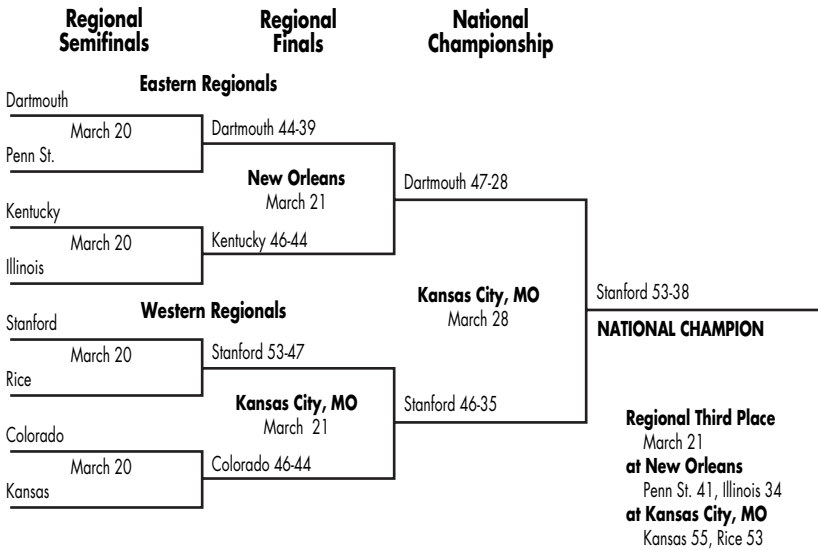 Regional
Semifinals
Regional
Finals
National
Championship
Eastern Regionals
Dartmouth
March 20
Penn St.
Dartmouth 44-39
New Orleans
March 21
Kentucky
March 20
Illinois
Kentucky 46-44
Dartmouth 47-28
Western Regionals
Stanford
March 20
Rice
Stanford 53-47
Kansas City, MO
March 21
Colorado
March 20
Kansas
Colorado 46-44
Stanford 46-35
Kansas City, MO
March 28
Stanford 53-38
NATIONAL CHAMPION
Regional Third Place
March 21
at New Orleans
Penn St. 41, Illinois 34
at Kansas City, MO
Kansas 55, Rice 53